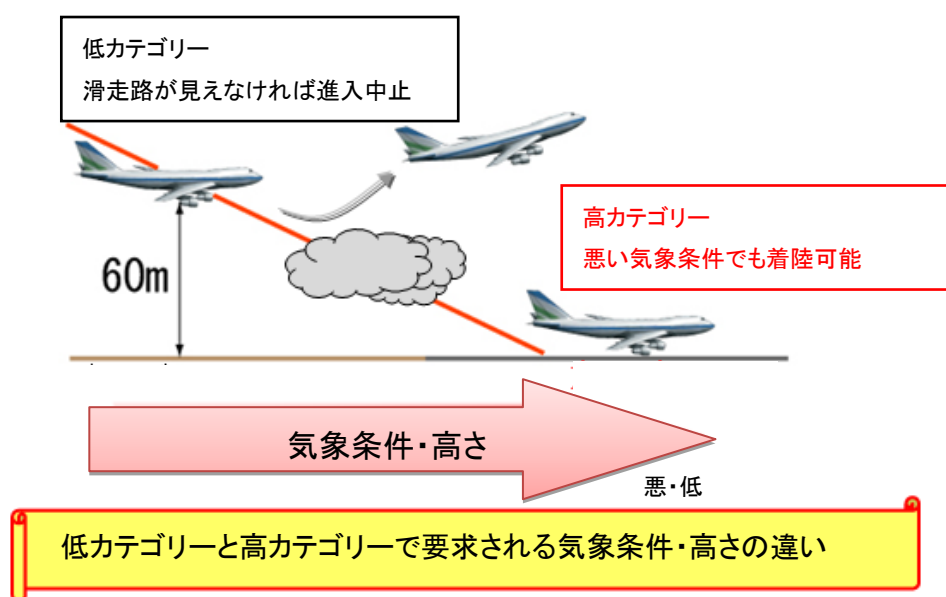 低カテゴリー
滑走路が見えなければ進入中止
60m
高カテゴリー
悪い気象条件でも着陸可能
気象条件・高さ
悪・低
低カテゴリーと高カテゴリーで要求される気象条件・高さの違い